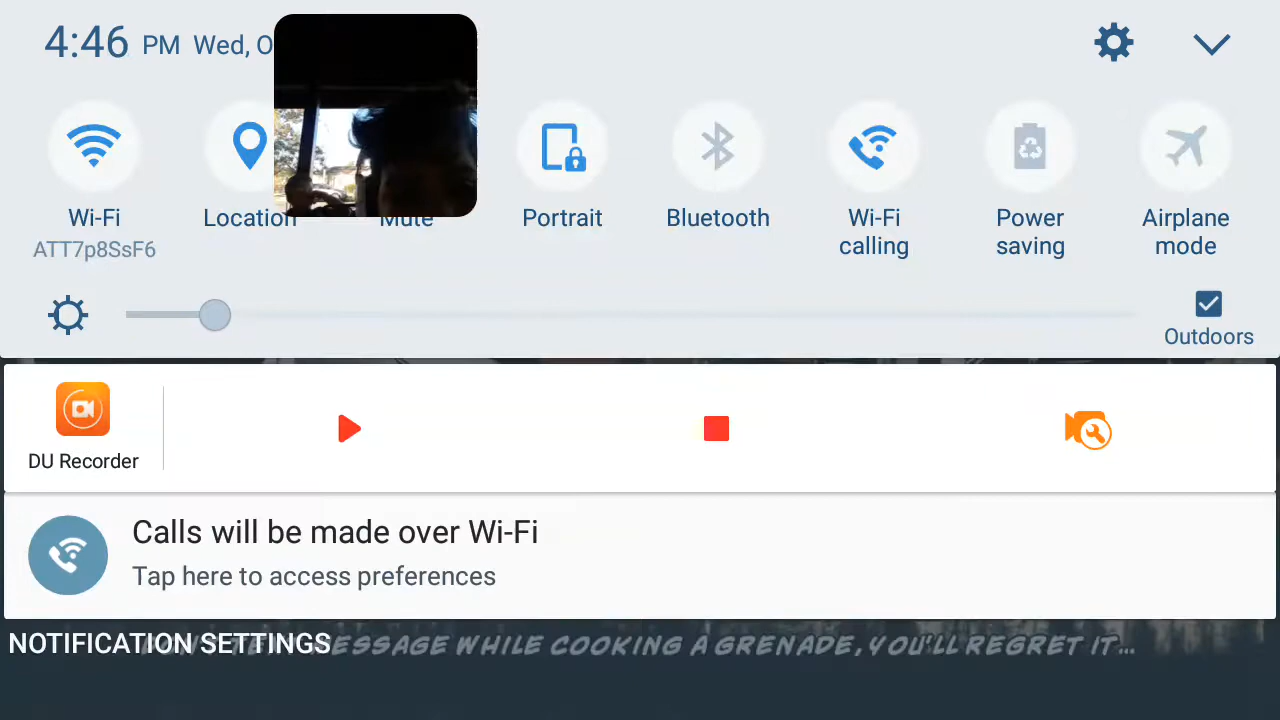 4:46 PM Wed, O
Wi-Fi
ATT7p8SsF6
Location
Mute
Portrait
Bluetooth
Wi-Fi
calling
Power
saving
Airplane
mode
Outdoors
DU Recorder
Calls will be made over Wi-Fi
Tap here to access preferences
NOTIFICATION SETTINGS
MESSAGE WHILE COOKING A GRENADE, YOU'LL REGRET IT...